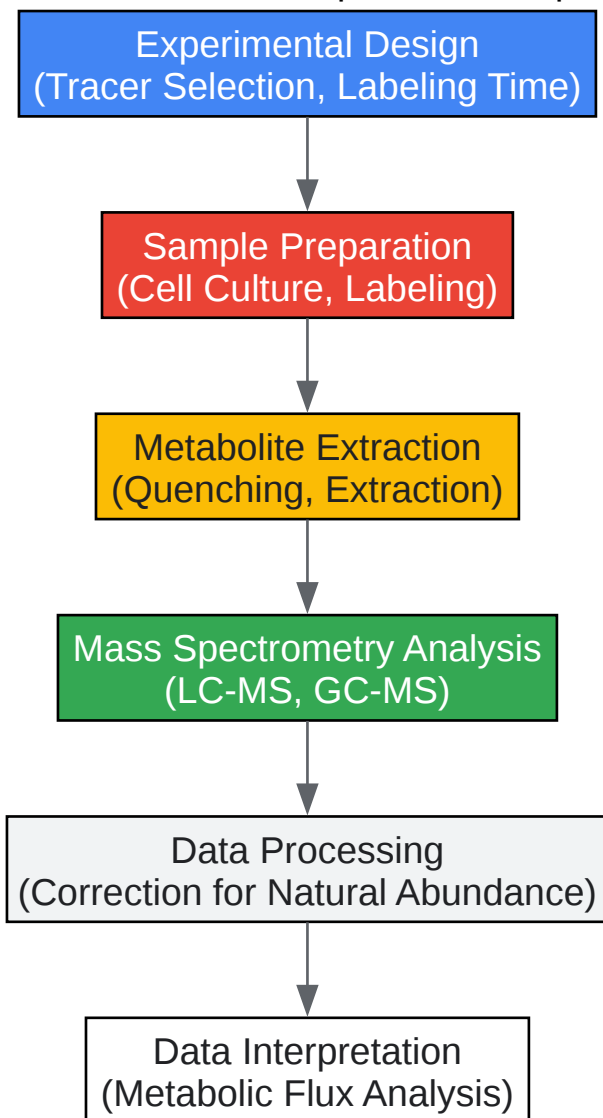 Experimental Design
(Tracer Selection, Labeling Time)
Sample Preparation
(Cell Culture, Labeling)
Metabolite Extraction
(Quenching, Extraction)
Mass Spectrometry Analysis
(LC-MS, GC-MS)
Data Processing
(Correction for Natural Abundance)
Data Interpretation
(Metabolic Flux Analysis)